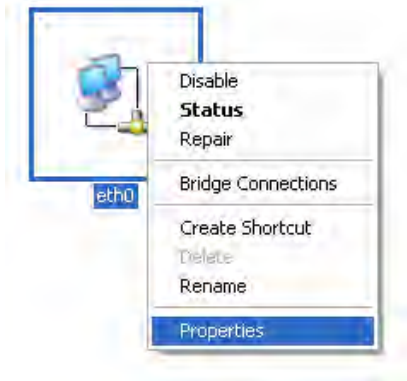 eth0
Disable
Status
Repair
Bridge Connections
Create Shortcut
Delete
Rename
Properties